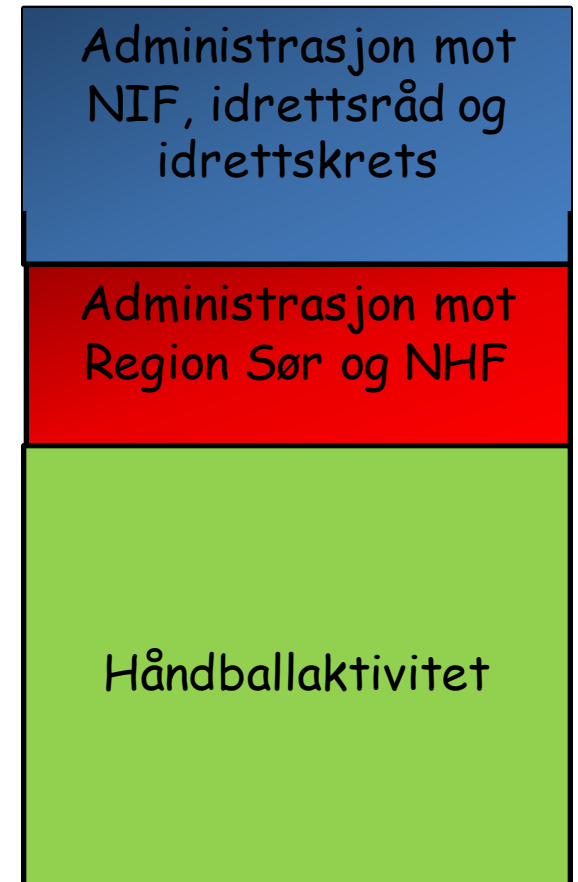 Administrasjon mot
NIF, idrettsråd og
idrettskrets
Administrasjon mot
Region Sør og NHF
Håndballaktivitet